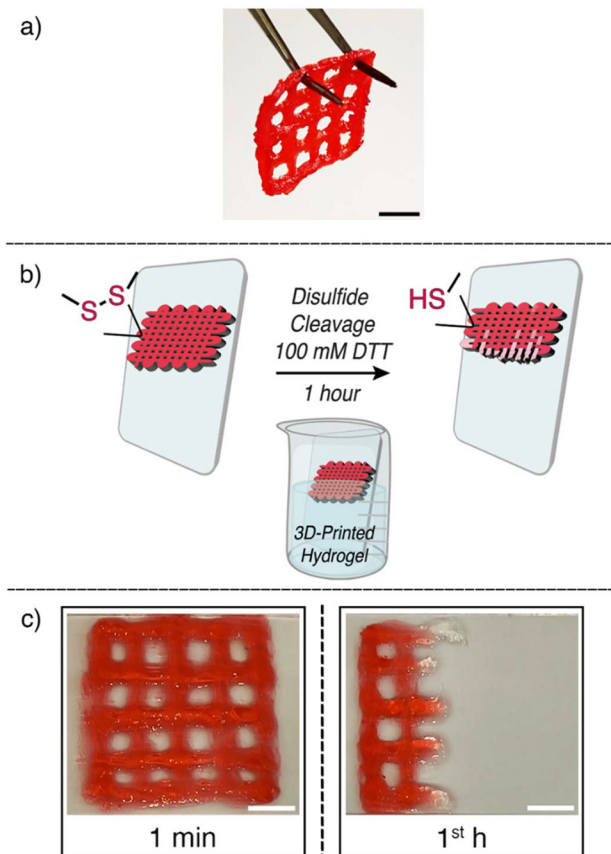 a)
b)
S
S
Disulfide
Cleavage
100 mM DTT
1 hour
HS
3D-Printed
Hydrogel
c)
1 min
1st h